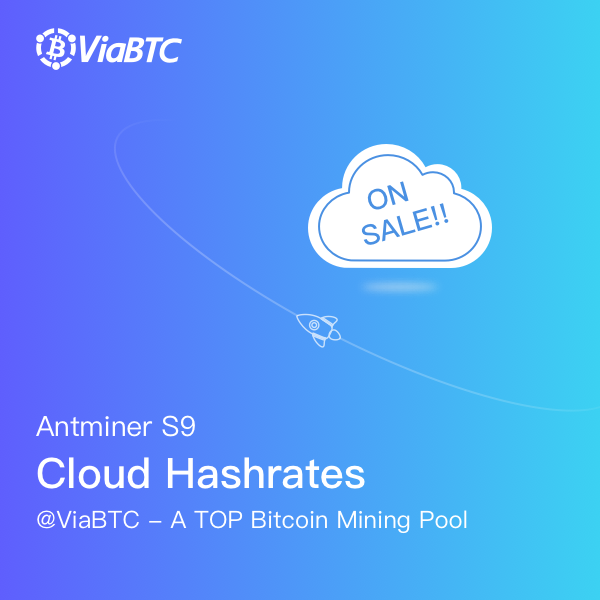 ViaBTC
ON
SALE!!
Antminer S9
Cloud Hashrates
@ViaBTC – A TOP Bitcoin Mining Pool